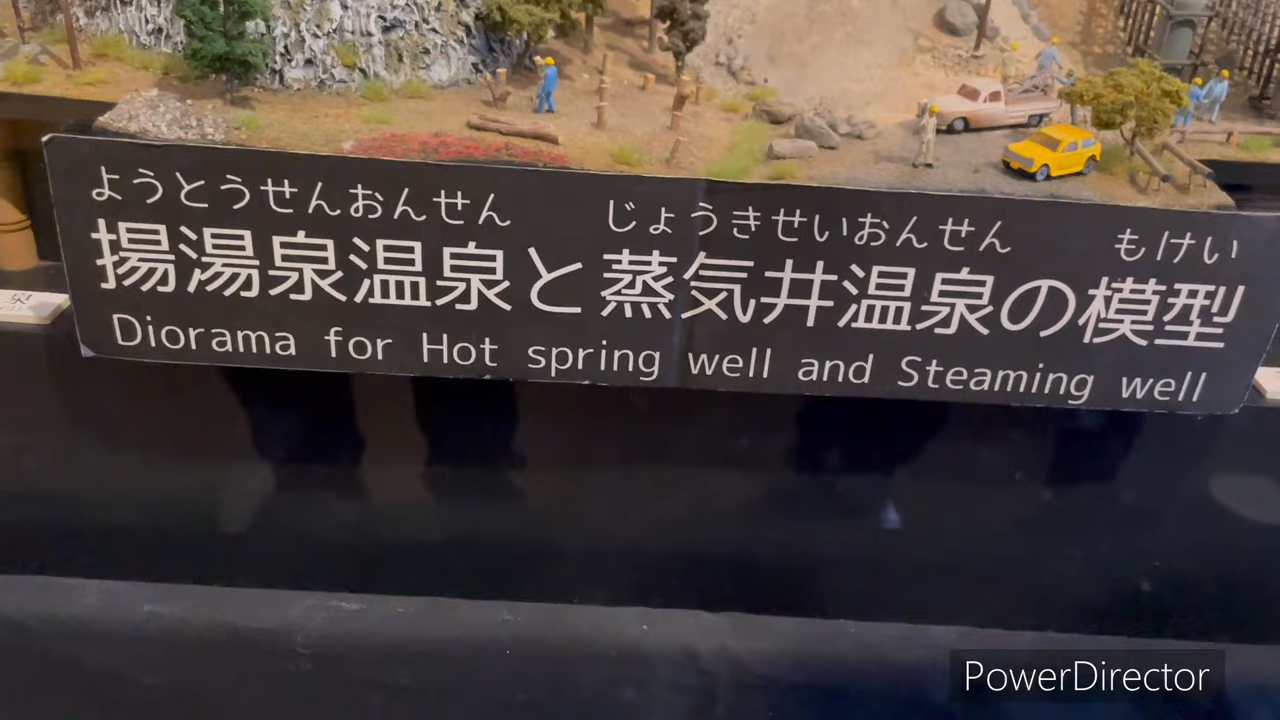 ようとうせんおんせん じょうきせいおんせん もけい
揚湯泉温泉と蒸気井温泉の模型
Diorama for Hot spring well and Steaming well
PowerDirector